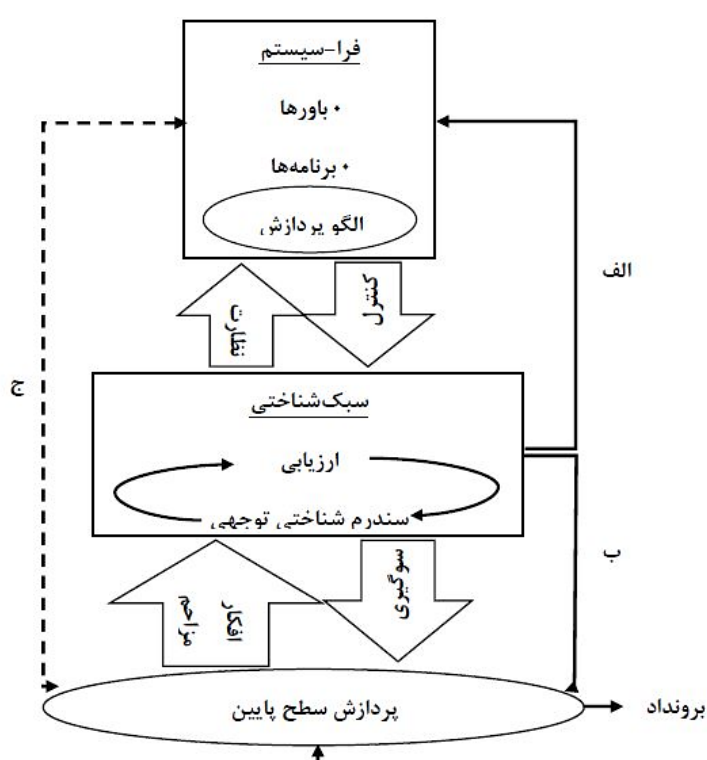 فرا-سیستم
• باورها
• برنامه‌ها
الگو پردازش
الف
کنترل
نظارت
ج
سبک‌شناختی
ارزیابی
سندرم شناختی توجهی
ب
سوگیری
افکار
مزاحم
پردازش سطح پایین
برونداد